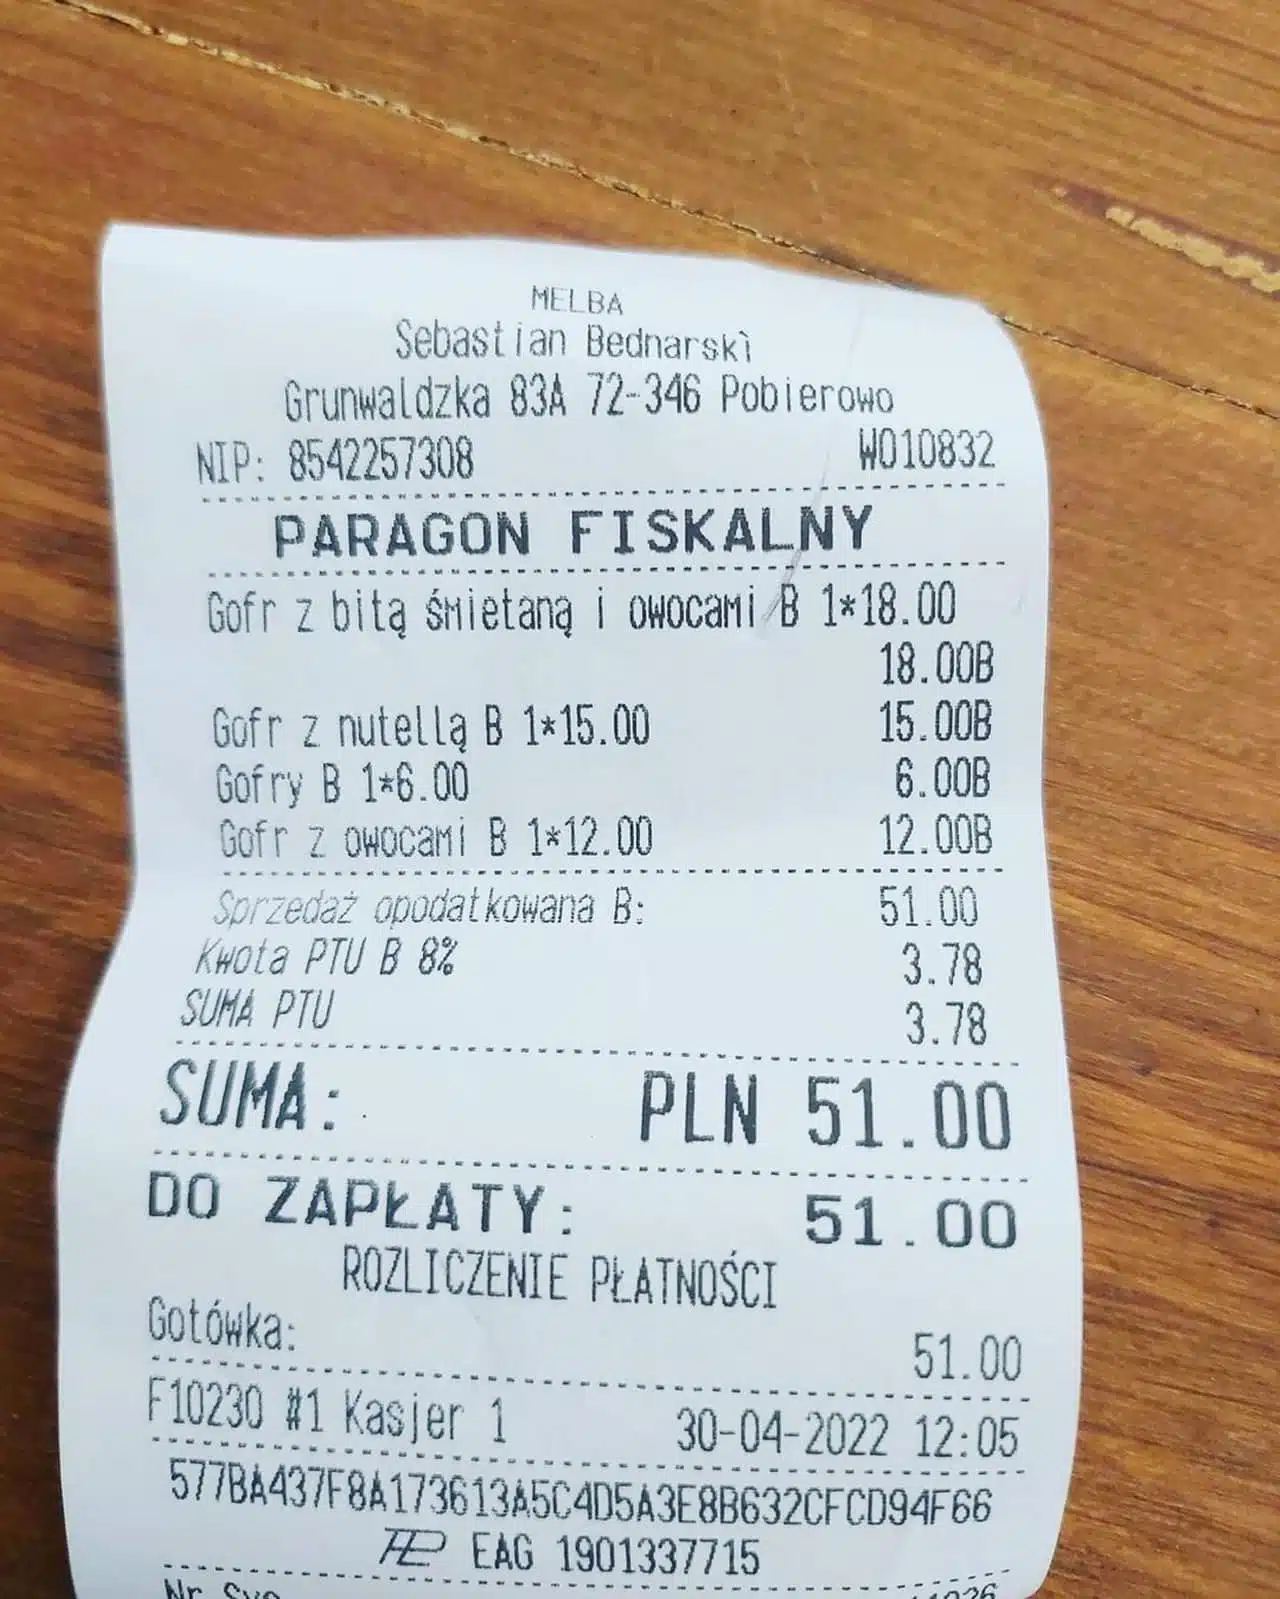 MELBA
Sebastian Bednarskì
Grunwaldzka 83A 72-346 Pobierowo
NIP: 8542257308 W010832
PARAGON FISKALNY
Gofr z bitą śmietaną i owocami B 1*18.00
18.00B
Gofr z nutellą B 1*15.00 15.00B
Gofry B 1*6.00 6.00B
Gofr z owocami B 1*12.00 12.00B
Sprzedaż opodatkowana B: 51.00
Kwota PTU B 8% 3.78
SUMA PTU 3.78
SUMA: PLN 51.00
DO ZAPŁATY: 51.00
ROZLICZENIE PŁATNOŚCI
Gotówka: 51.00
F10230 #1 Kasjer 1 30-04-2022 12:05
577BA437F8A173613A5C4D5A3E8B632CFCD94F66
EAG 1901337715
Nr Sys